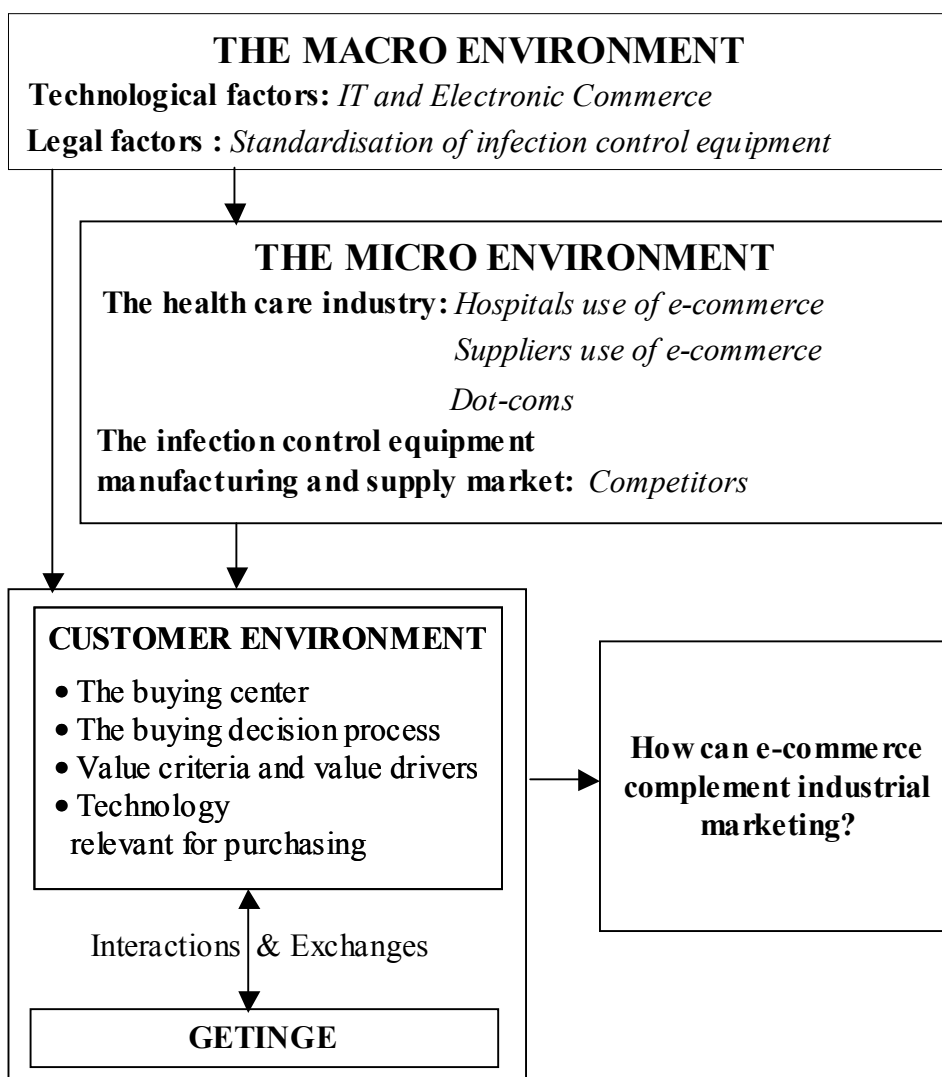 THE MACRO ENVIRONMENT
Technological factors: IT and Electronic Commerce
Legal factors : Standardisation of infection control equipment
THE MICRO ENVIRONMENT
The health care industry: Hospitals use of e-commerce
Suppliers use of e-commerce
Dot-coms
The infection control equipment
manufacturing and supply market: Competitors
CUSTOMER ENVIRONMENT
• The buying center
• The buying decision process
• Value criteria and value drivers
• Technology
relevant for purchasing
How can e-commerce
complement industrial
marketing?
Interactions & Exchanges
GETINGE